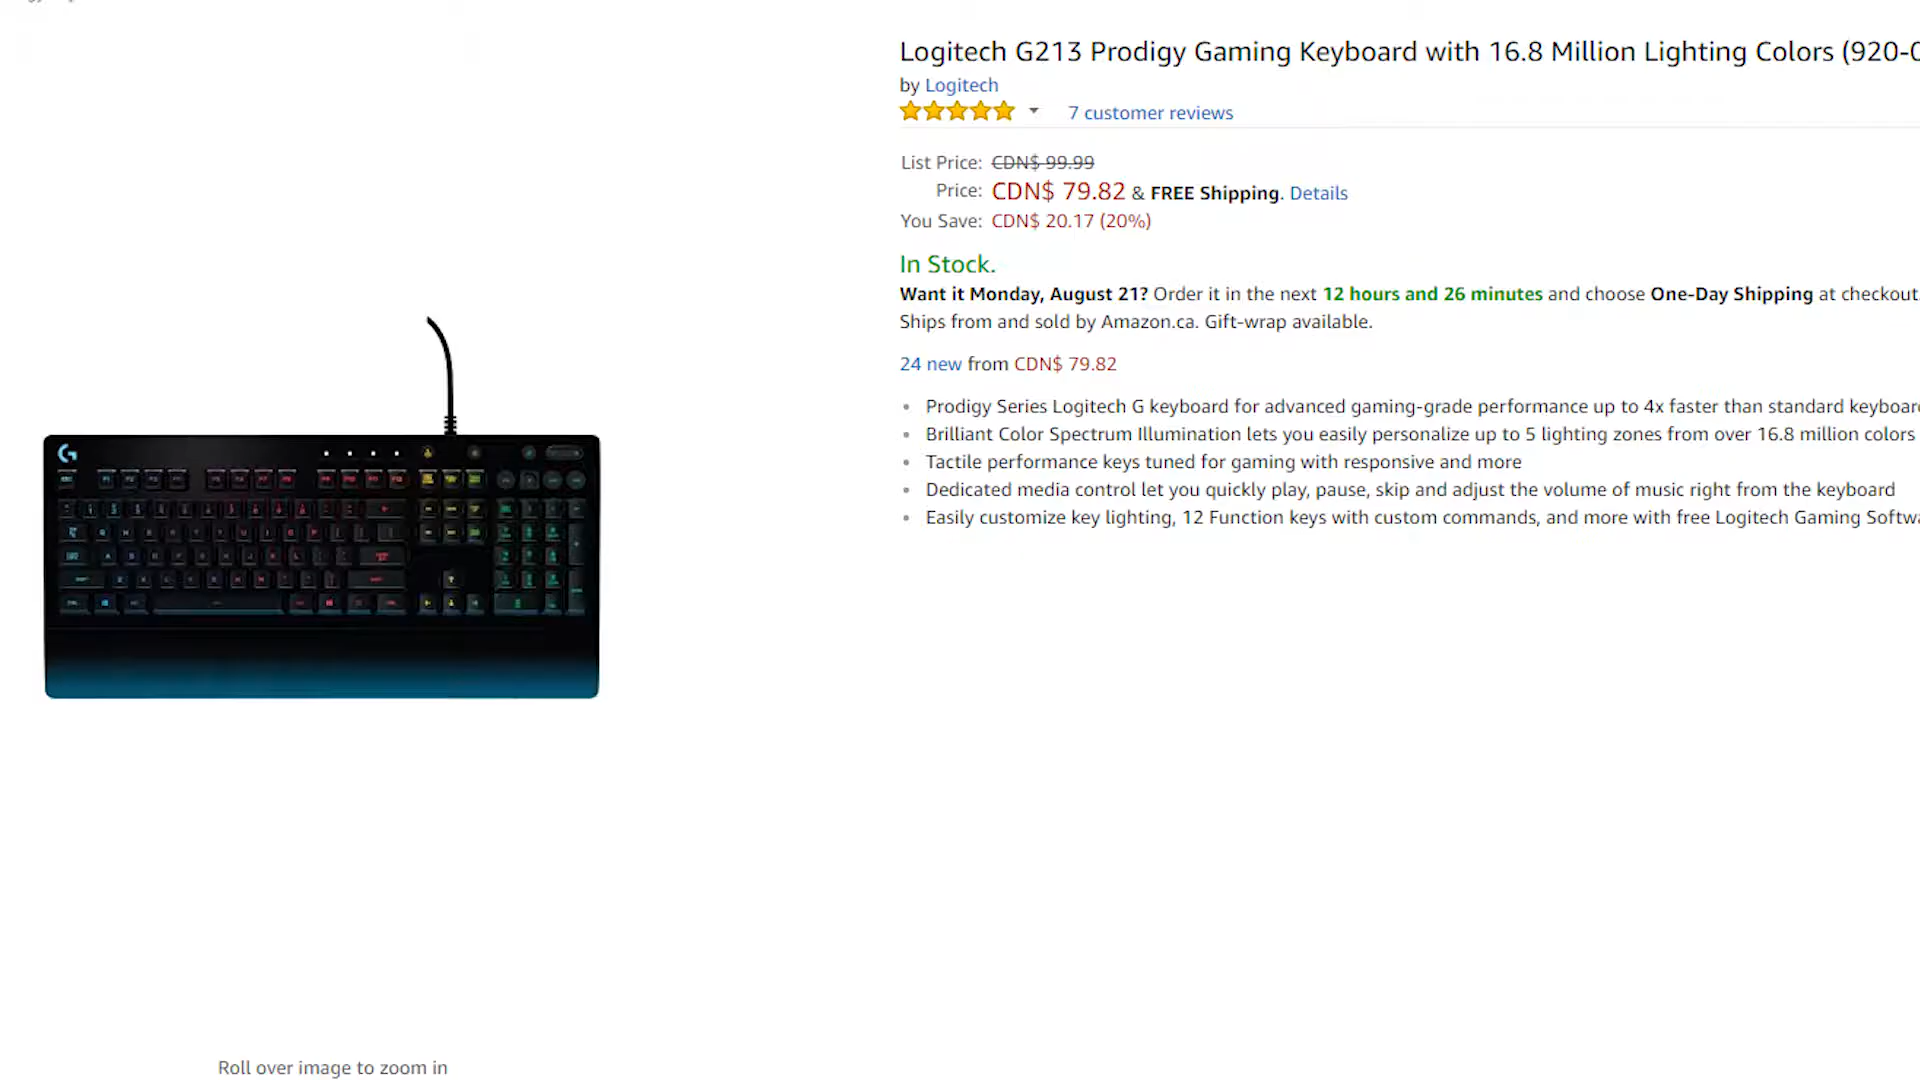 Logitech G213 Prodigy Gaming Keyboard with 16.8 Million Lighting Colors (920-0
by Logitech
7 customer reviews
List Price: CDN$ 99.99
Price: CDN$ 79.82 & FREE Shipping. Details
You Save: CDN$ 20.17 (20%)
In Stock.
Want it Monday, August 21? Order it in the next 12 hours and 26 minutes and choose One-Day Shipping at checkout.
Ships from and sold by Amazon.ca. Gift-wrap available.
24 new from CDN$ 79.82
Prodigy Series Logitech G keyboard for advanced gaming-grade performance up to 4x faster than standard keyboar
Brilliant Color Spectrum Illumination lets you easily personalize up to 5 lighting zones from over 16.8 million colors
Tactile performance keys tuned for gaming with responsive and more
Dedicated media control let you quickly play, pause, skip and adjust the volume of music right from the keyboard
Easily customize key lighting, 12 Function keys with custom commands, and more with free Logitech Gaming Softwa
Roll over image to zoom in